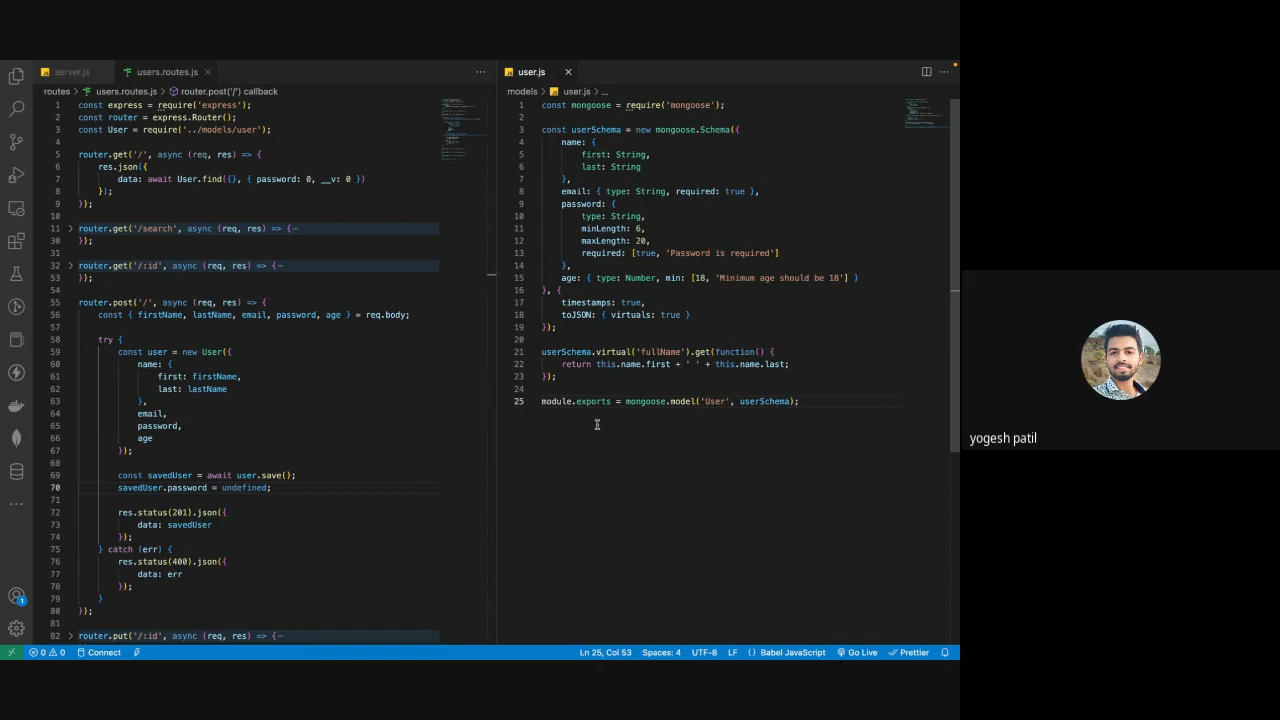 server.js
users.routes.js
routes > users.routes.js > router.post('/') callback
1 const express = require('express');
2 const router = express.Router();
3 const User = require('../models/user');
4
5 router.get('/', async (req, res) => {
6 res.json({
7 data: await User.find({}, { password: 0, __v: 0 })
8 });
9 });
10
11 router.get('/search', async (req, res) => {
30 });
31
32 router.get('/:id', async (req, res) => {
53 });
54
55 router.post('/', async (req, res) => {
56 const { firstName, lastName, email, password, age } = req.body;
57
58 try {
59 const user = new User({
60 name: {
61 first: firstName,
62 last: lastName
63 },
64 email,
65 password,
66 age
67 });
68
69 const savedUser = await user.save();
70 savedUser.password = undefined;
71
72 res.status(201).json({
73 data: savedUser
74 });
75 } catch (err) {
76 res.status(400).json({
77 data: err
78 });
79 }
80 });
81
82 router.put('/:id', async (req, res) => {
user.js
models > user.js > ...
1 const mongoose = require('mongoose');
2
3 const userSchema = new mongoose.Schema({
4 name: {
5 first: String,
6 last: String
7 },
8 email: { type: String, required: true },
9 password: {
10 type: String,
11 minLength: 6,
12 maxLength: 20,
13 required: [true, 'Password is required']
14 },
15 age: { type: Number, min: [18, 'Minimum age should be 18'] }
16 }, {
17 timestamps: true,
18 toJSON: { virtuals: true }
19 });
20
21 userSchema.virtual('fullName').get(function() {
22 return this.name.first + ' ' + this.name.last;
23 });
24
25 module.exports = mongoose.model('User', userSchema);
yogesh patil
1
0 0 Connect
Ln 25, Col 53 Spaces: 4 UTF-8 LF { } Babel JavaScript Go Live Prettier